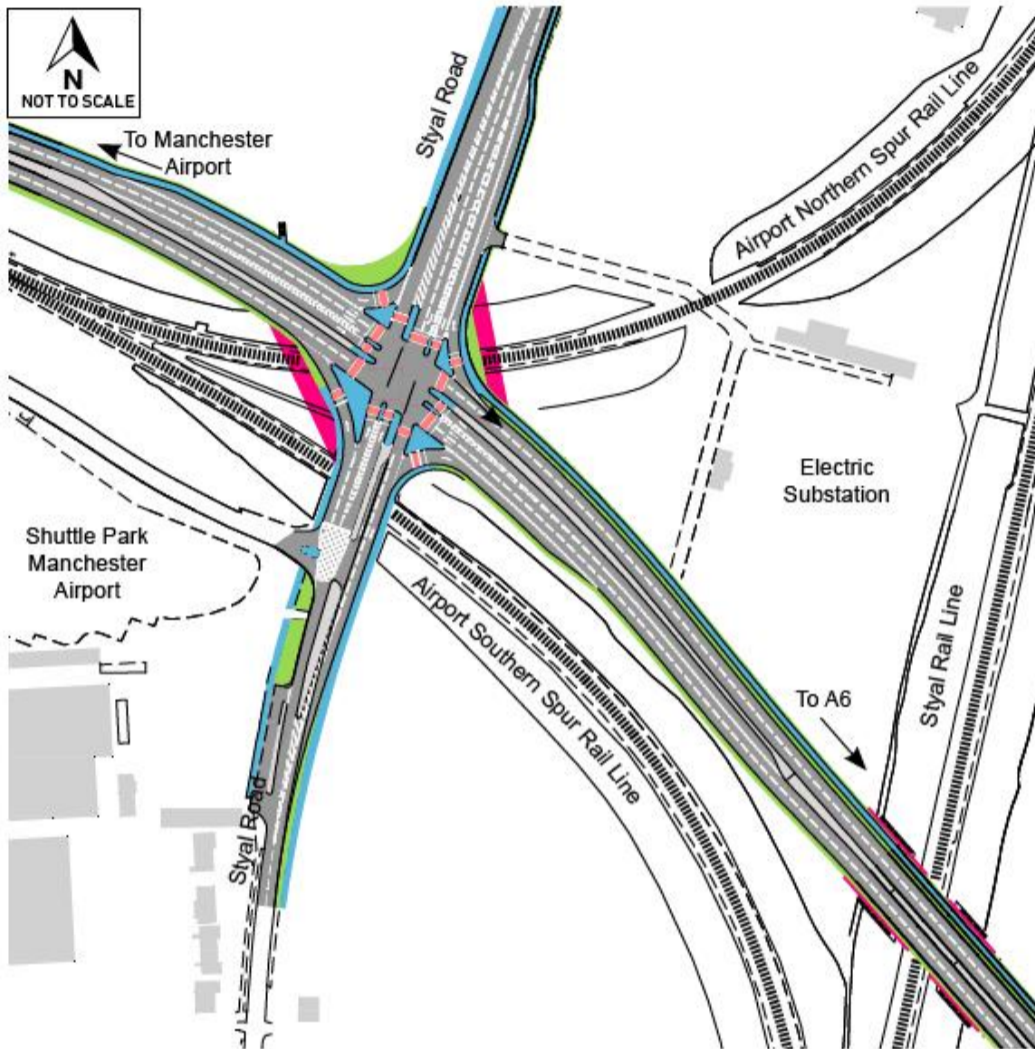 N
NOT TO SCALE
To Manchester
Airport
Styal Road
Airport Northern Spur Rail Line
Electric
Substation
Shuttle Park
Manchester
Airport
Airport Southern Spur Rail Line
Styal Rail Line
To A6
Styal Road